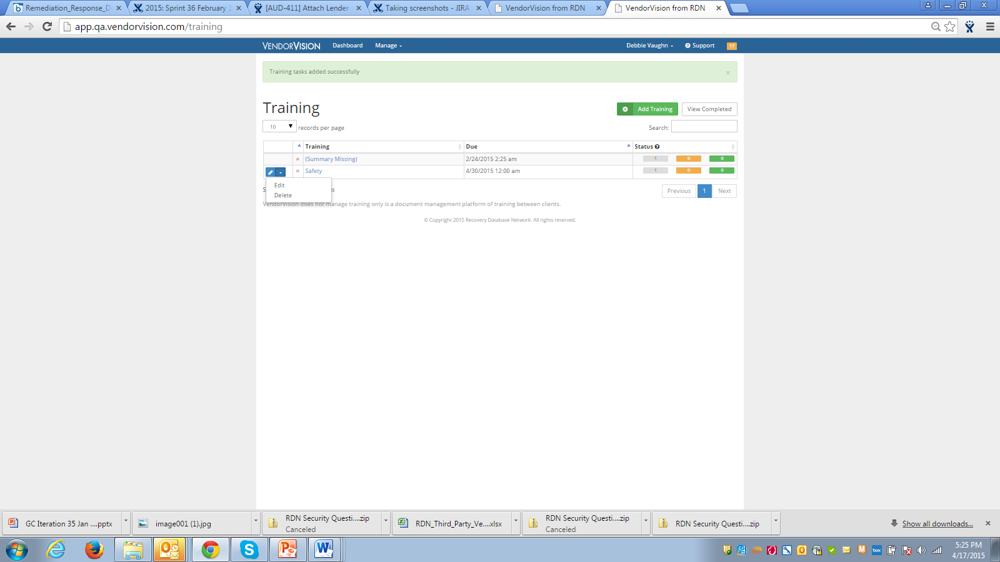 Remediation_Response_D
2015: Sprint 36 February 1
[AUD-411] Attach Lender
Taking screenshots - JIRA
VendorVision from RDN
VendorVision from RDN
app.qa.vendorvision.com/training
VENDORVISION
Dashboard
Manage
Debbie Vaughn
Support
17
Training tasks added successfully
Training
Add Training
View Completed
10
records per page
Search:
Training
Due
Status
(Summary Missing)
2/24/2015 2:25 am
1
0
0
Safety
4/30/2015 12:00 am
1
0
0
Edit
Delete
Previous
1
Next
VendorVision does not manage training only is a document management platform of training between clients.
© Copyright 2015 Recovery Database Network. All rights reserved.
GC Iteration 35 Jan ....pptx
image001 (1).jpg
RDN Security Questi....zip
Canceled
RDN_Third_Party_Ve....xlsx
RDN Security Questi....zip
Canceled
RDN Security Questi....zip
Show all downloads...
5:25 PM
4/17/2015